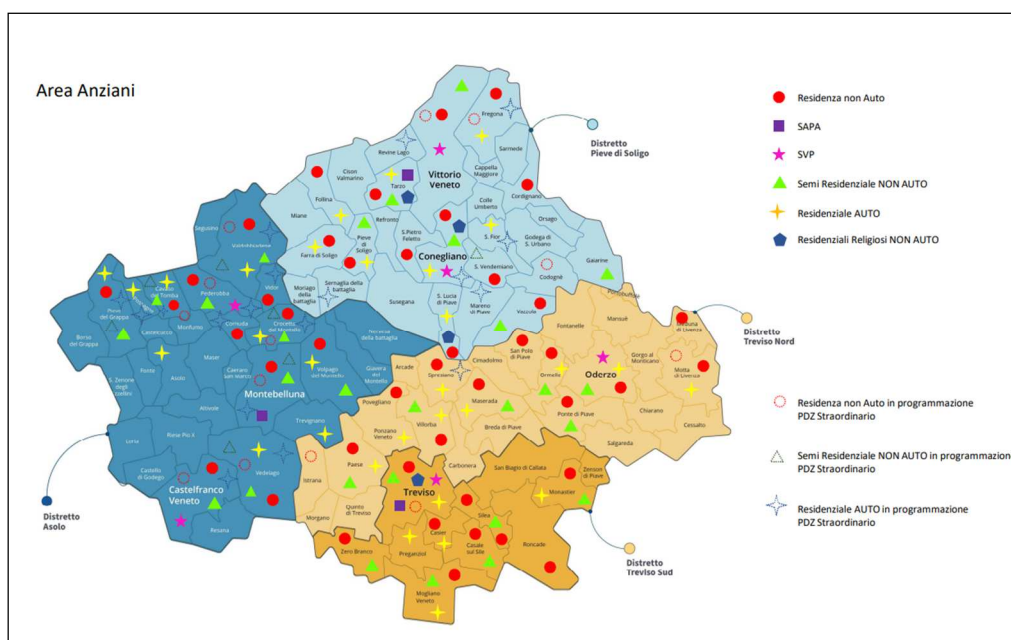 Area Anziani
Residenza non Auto
SAPA
SVP
Semi Residenziale NON AUTO
Residenziale AUTO
Residenziali Religiosi NON AUTO
Residenza non Auto in programmazione
PDZ Straordinario
Semi Residenziale NON AUTO in programmazione
PDZ Straordinario
Residenziale AUTO in programmazione
PDZ Straordinario
Distretto
Pieve di Soligo
Distretto
Treviso Nord
Distretto
Treviso Sud
Distretto
Asolo
Fregona
Sarmede
Revine Lago
Vittorio
Veneto
Cappella
Maggiore
Cison
Valmarino
Tarzo
Cordignano
Follina
Miane
Colle
Umberto
Refronto
Orsago
S.Pietro
Feletto
Pieve
di
Soligo
S. Fior
Godega di
S. Urbano
Conegliano
Farra di Soligo
S. Vendemiano
Codognè
Gaiarine
Moriago
della
battaglia
Sernaglia della
battaglia
Susegana
S. Lucia
di Piave
Mareno
di Piave
Vazzola
Segusino
Valdobbiadene
Vidor
Pederobba
Cavaso
del Tomba
Pieve
del Grappa
Borso
del Grappa
Monfumo
Cornuda
Crocetta
del Montello
Maser
Fonte
Asolo
S. Zenone
degli
Ezzelini
Caerano
san Marco
Volpago
del Montello
Giavera
del
Montello
Montebelluna
Altivole
Trevignano
Loria
Riese Pio X
Castello
di Godego
Vedelago
Castelfranco
Veneto
Resana
Portobuffolè
Mansuè
Fontanelle
Gorgo al
Monticano
Motta
di Livenza
Cimadolmo
San Polo
di Piave
Ormelle
Oderzo
Arcade
Spresiano
Povegliano
Maserada
Villorba
Breda di Piave
Ponte di Piave
Chiarano
Cessalto
Salgareda
Ponzano
Veneto
Carbonera
Paese
Istrana
Quinto
di Treviso
Morgano
San Biagio di Callata
Zenson
di Piave
Monastier
Treviso
Silea
Casier
Casale
sul Sile
Roncade
Zero Branco
Preganziol
Mogliano
Veneto